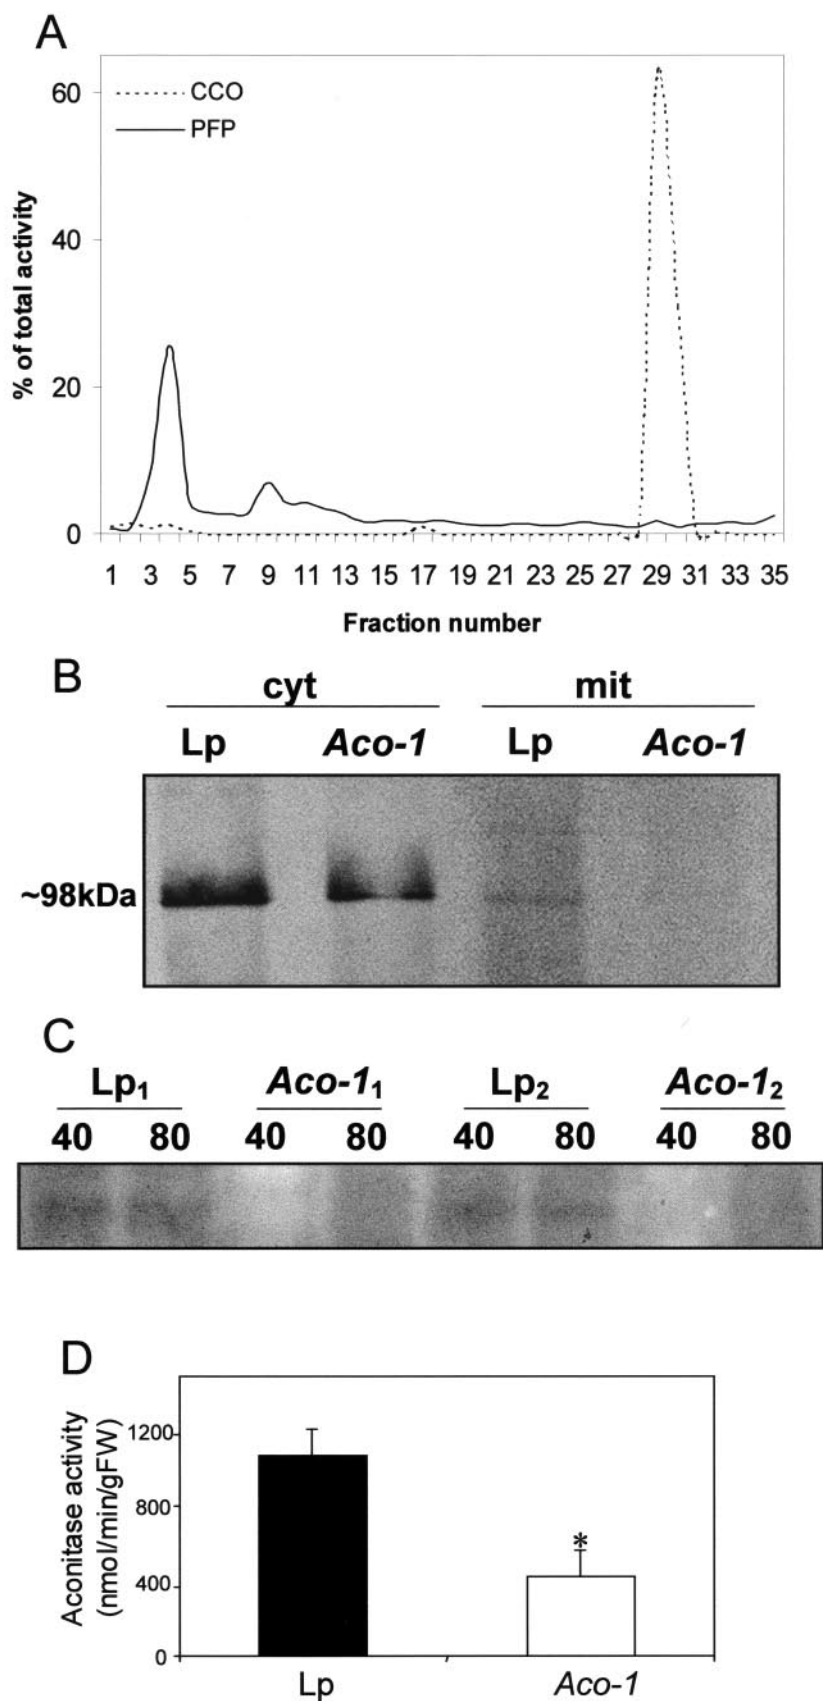 A
CCO
PFP
60
40
20
0
% of total activity
1 3 5 7 9 11 13 15 17 19 21 23 25 27 29 31 33 35
Fraction number
B
cyt mit
Lp Aco-1 Lp Aco-1
~98kDa
C
Lp₁ Aco-1₁ Lp₂ Aco-1₂
40 80 40 80 40 80 40 80
D
Aconitase activity
(nmol/min/gFW)
1200
800
400
0
*
Lp Aco-1